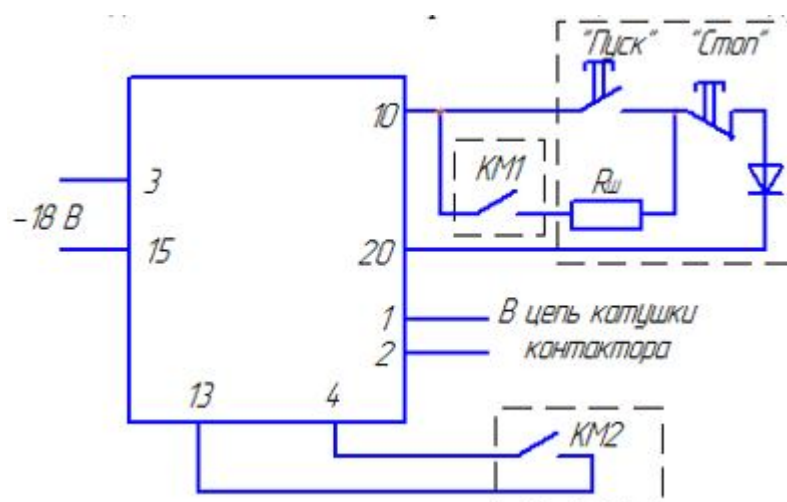 "Пуск" "Стоп"
10
КМ1
Rш
3
-18 В
15
20
1
В цепь катушки
2
контактора
13
4
КМ2